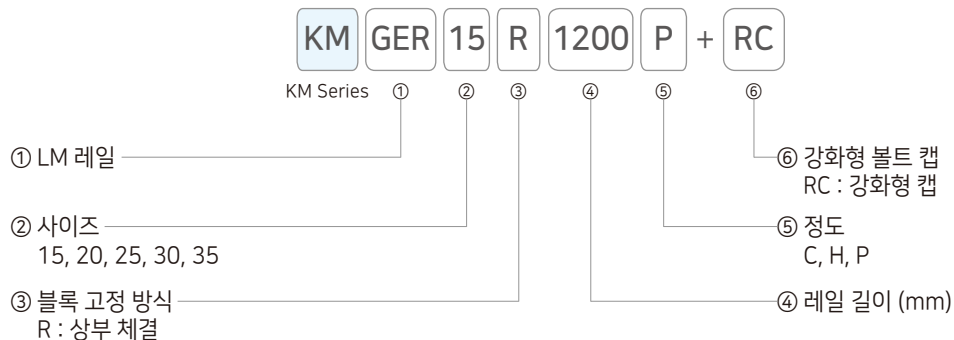 KM GER 15 R 1200 P + RC
KM Series ① ② ③ ④ ⑤ ⑥
① LM 레일
② 사이즈
15, 20, 25, 30, 35
③ 블록 고정 방식
R : 상부 체결
⑥ 강화형 볼트 캡
RC : 강화형 캡
⑤ 정도
C, H, P
④ 레일 길이 (mm)